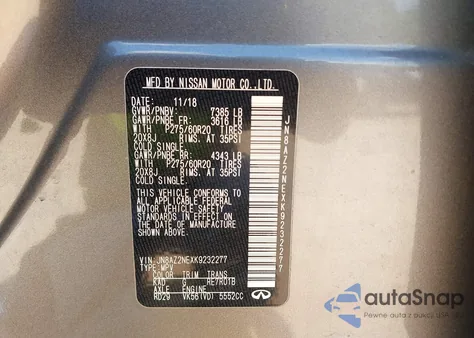 MFD BY NISSAN MOTOR CO.,LTD.
DATE: 11/18
GVWR/PNBV: 7385 LB
GAWR/PNBE FR: 3616 LB
WITH P275/60R20 TIRES
20X8J RIMS. AT 35PSI
COLD SINGLE.
GAWR/PNBE RR: 4343 LB
WITH P275/60R20 TIRES
20X8J RIMS. AT 35PSI
COLD SINGLE.
THIS VEHICLE CONFORMS TO
ALL APPLICABLE FEDERAL
MOTOR VEHICLE SAFETY
STANDARDS IN EFFECT ON
THE DATE OF MANUFACTURE
SHOWN ABOVE.
VIN:JN8AZ2NEXK9232277
TYPE:MPV
COLOR TRIM TRANS
KAD G RE7R01B
AXLE ENGINE
RD29 VK56(VD) 5552CC
JN8AZ2NEXK9232277
autaSnap
Pewne auta z